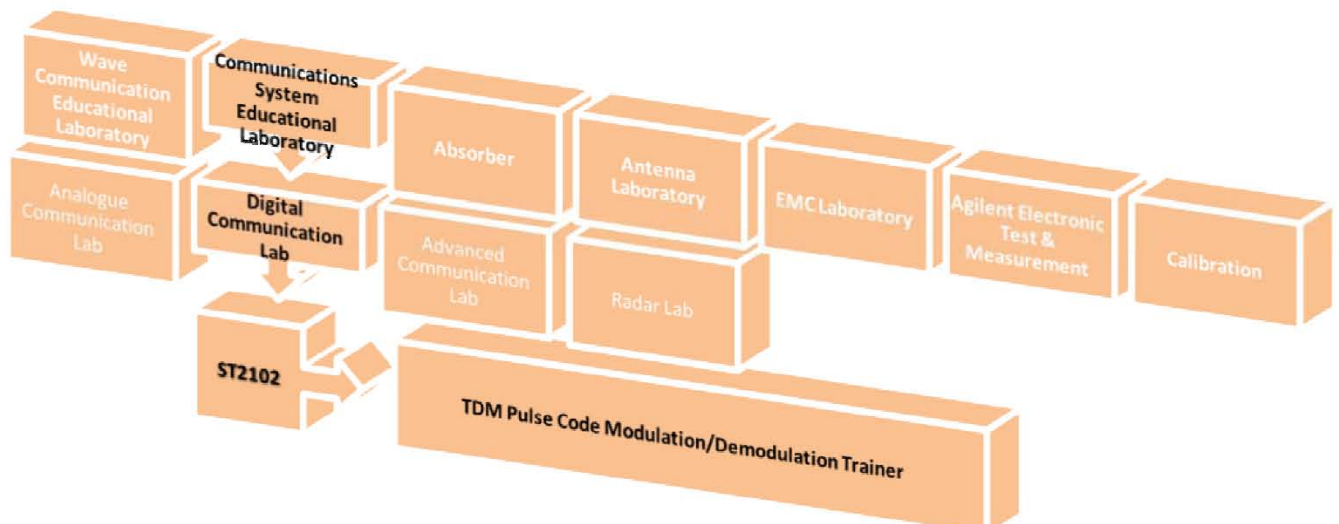 Wave
Communication
Educational
Laboratory
Communications
System
Educational
Laboratory
Absorber
Antenna
Laboratory
EMC Laboratory
Agilent Electronic
Test &
Measurement
Calibration
Analogue
Communication
Lab
Digital
Communication
Lab
Advanced
Communication
Lab
Radar Lab
ST2102
TDM Pulse Code Modulation/Demodulation Trainer